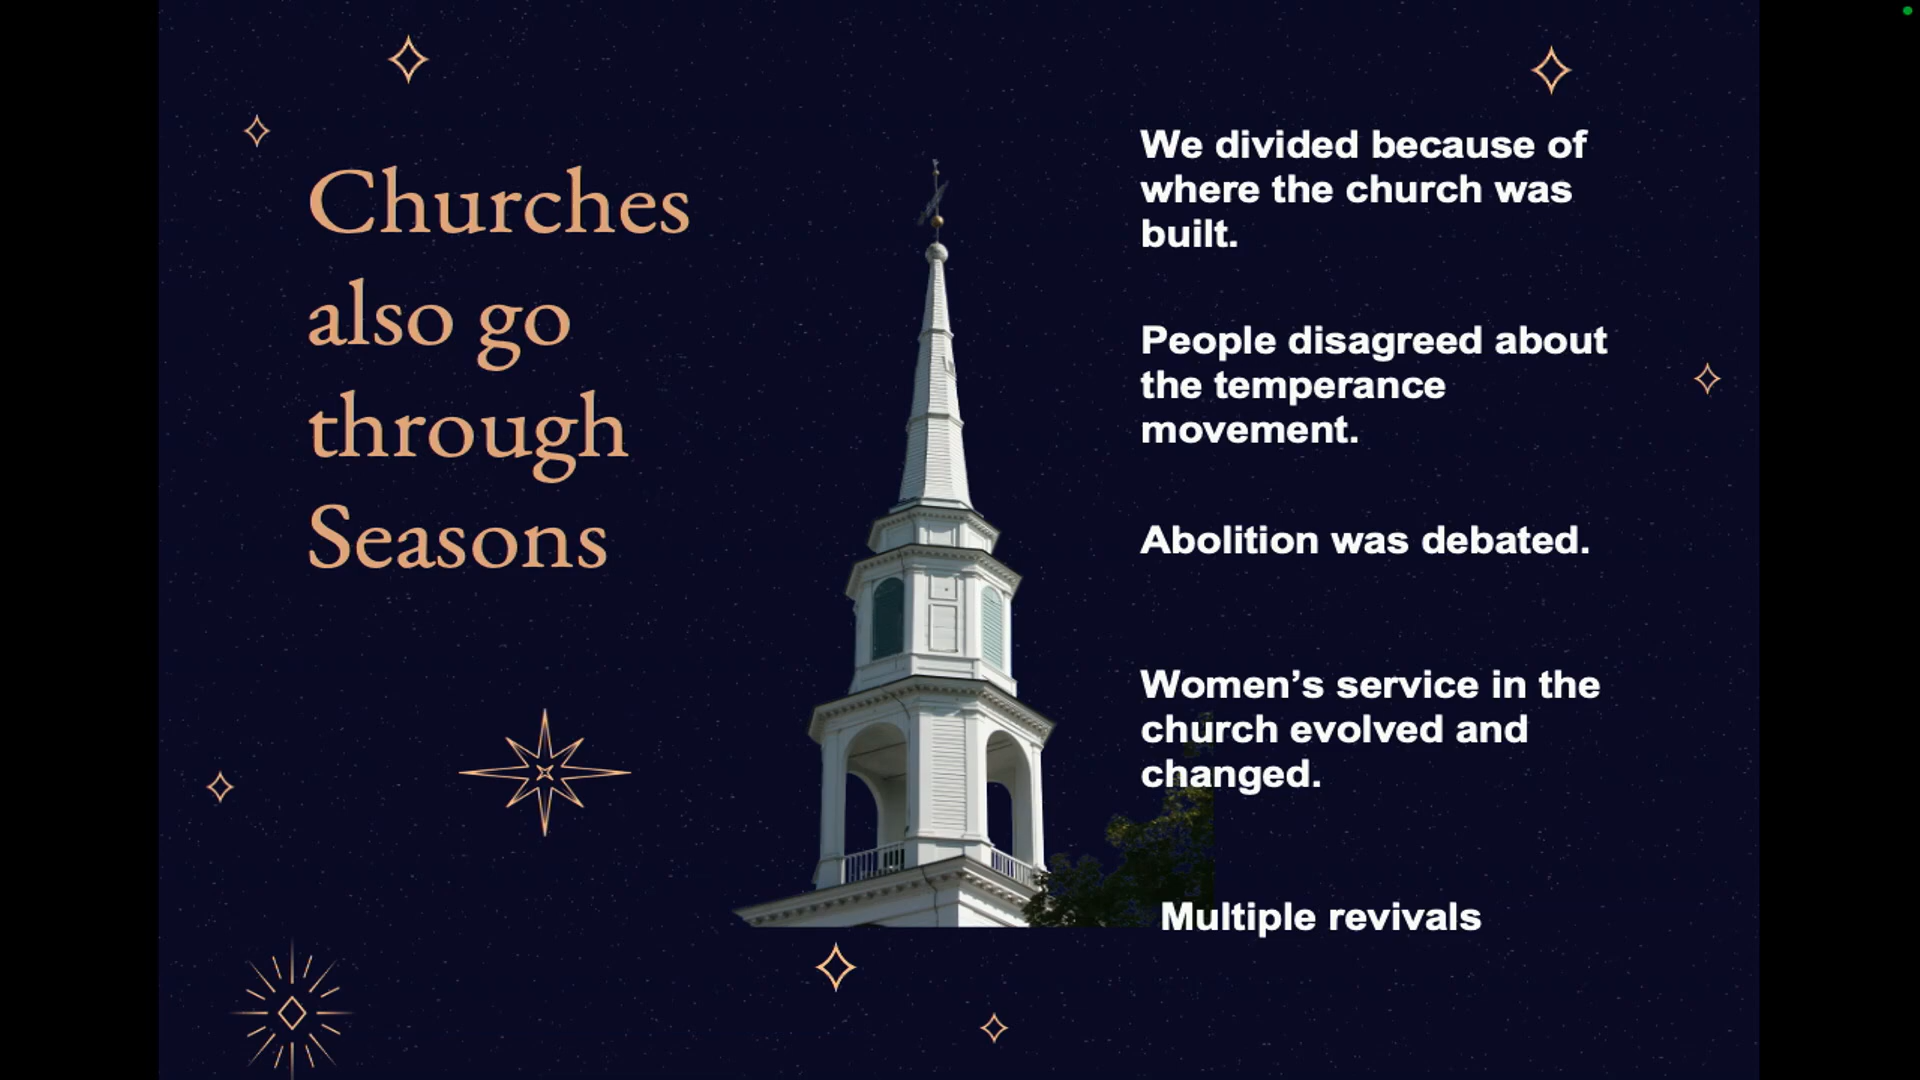 Churches
also go
through
Seasons
We divided because of
where the church was
built.
People disagreed about
the temperance
movement.
Abolition was debated.
Women’s service in the
church evolved and
changed.
Multiple revivals